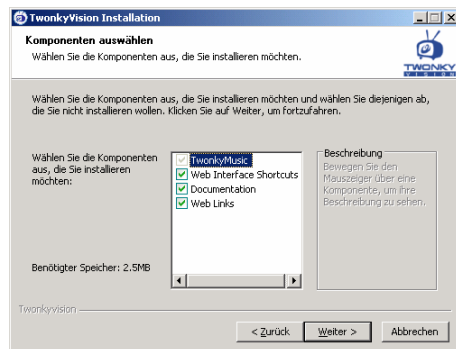 TwonkyVision Installation
Komponenten auswählen
Wählen Sie die Komponenten aus, die Sie installieren möchten.
TWONKY
VISION
Wählen Sie die Komponenten aus, die Sie installieren möchten und wählen Sie diejenigen ab,
die Sie nicht installieren wollen. Klicken Sie auf Weiter, um fortzufahren.
Wählen Sie die Komponenten
aus, die Sie installieren
möchten:
TwonkyMusic
Web Interface Shortcuts
Documentation
Web Links
Beschreibung
Bewegen Sie den
Mauszeiger über eine
Komponente, um ihre
Beschreibung zu sehen.
Benötigter Speicher: 2.5MB
Twonkyvision
< Zurück
Weiter >
Abbrechen